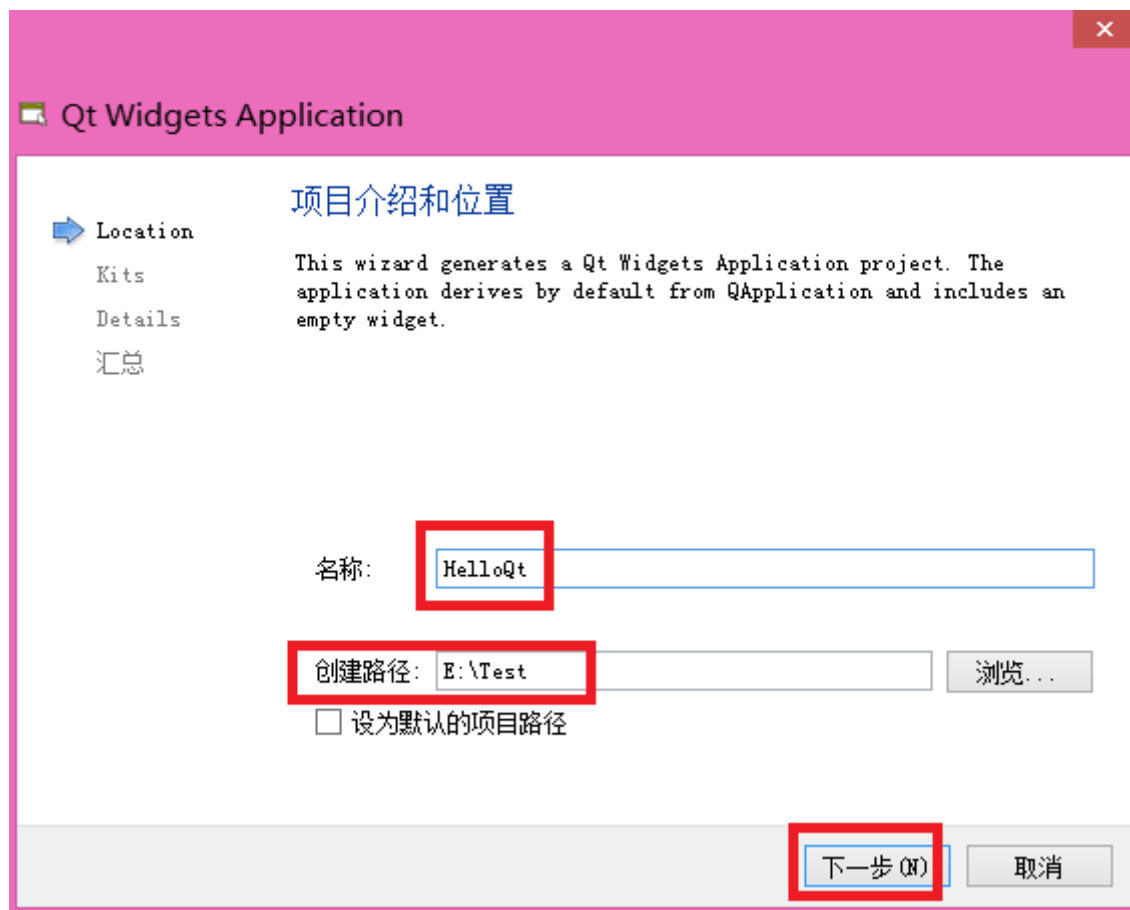 ×
Qt Widgets Application
Location
Kits
Details
汇总
项目介绍和位置
This wizard generates a Qt Widgets Application project. The
application derives by default from QApplication and includes an
empty widget.
名称: HelloQt
创建路径: E:\Test 浏览...
设为默认的项目路径
下一步(N) 取消